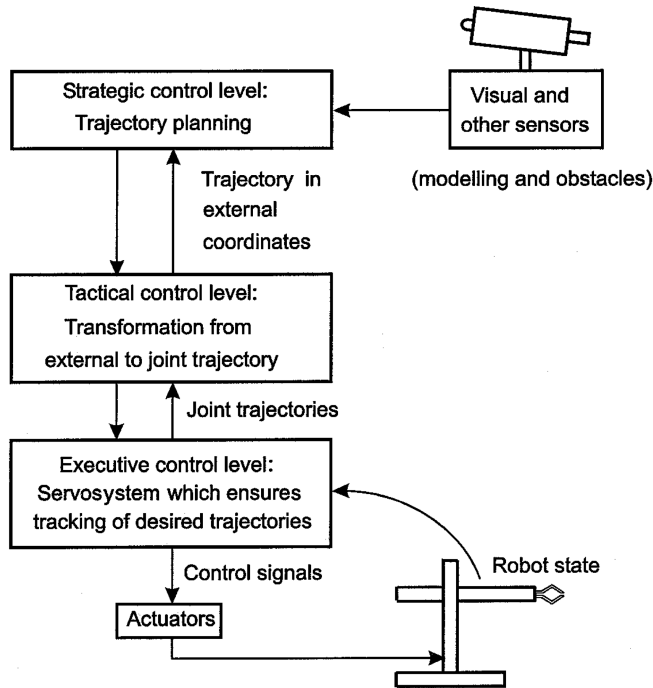 Strategic control level:
Trajectory planning
Visual and
other sensors
(modelling and obstacles)
Trajectory in
external
coordinates
Tactical control level:
Transformation from
external to joint trajectory
Joint trajectories
Executive control level:
Servosystem which ensures
tracking of desired trajectories
Control signals
Robot state
Actuators